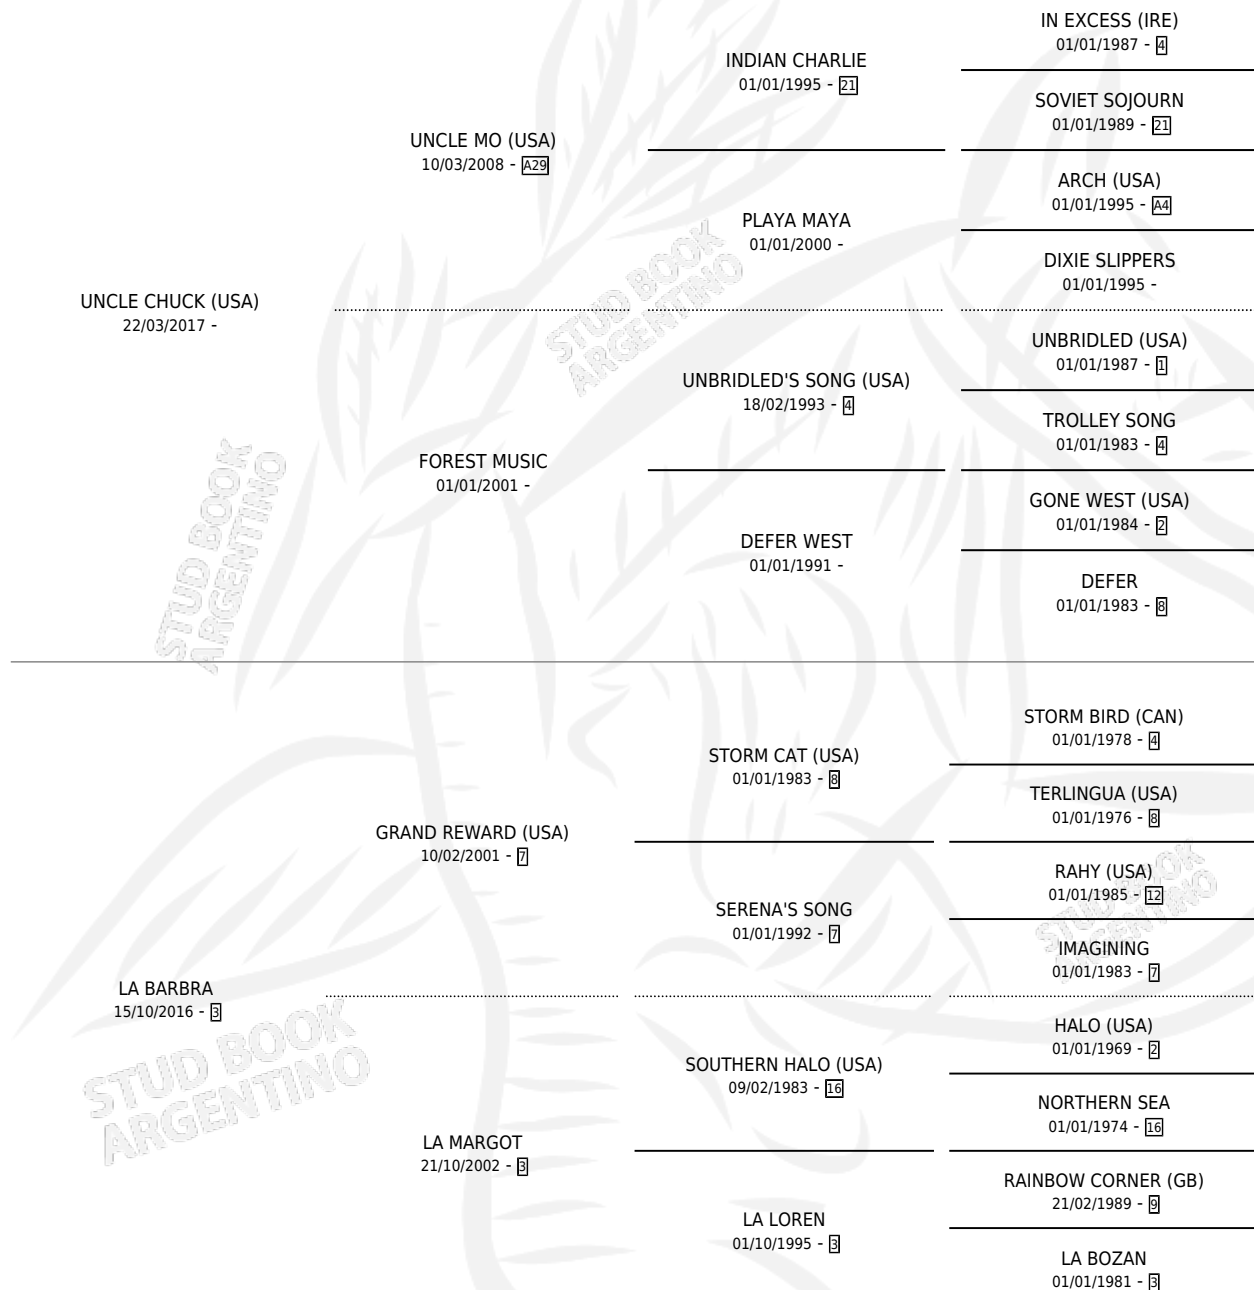 IN EXCESS (IRE)
01/01/1987 - 4
INDIAN CHARLIE
01/01/1995 - 21
SOVIET SOJOURN
01/01/1989 - 21
UNCLE MO (USA)
10/03/2008 - A29
ARCH (USA)
01/01/1995 - A4
PLAYA MAYA
01/01/2000 -
DIXIE SLIPPERS
01/01/1995 -
UNCLE CHUCK (USA)
22/03/2017 -
UNBRIDLED (USA)
01/01/1987 - 1
UNBRIDLED'S SONG (USA)
18/02/1993 - 4
TROLLEY SONG
01/01/1983 - 4
FOREST MUSIC
01/01/2001 -
GONE WEST (USA)
01/01/1984 - 2
DEFER WEST
01/01/1991 -
DEFER
01/01/1983 - 8
STORM BIRD (CAN)
01/01/1978 - 4
STORM CAT (USA)
01/01/1983 - 8
TERLINGUA (USA)
01/01/1976 - 8
GRAND REWARD (USA)
10/02/2001 - 7
RAHY (USA)
01/01/1985 - 12
SERENA'S SONG
01/01/1992 - 7
IMAGINING
01/01/1983 - 7
LA BARBRA
15/10/2016 - 3
HALO (USA)
01/01/1969 - 2
SOUTHERN HALO (USA)
09/02/1983 - 16
NORTHERN SEA
01/01/1974 - 16
LA MARGOT
21/10/2002 - 3
RAINBOW CORNER (GB)
21/02/1989 - 9
LA LOREN
01/10/1995 - 3
LA BOZAN
01/01/1981 - 3
STUD BOOK
ARGENTINO
STUD BOOK
ARGENTINO
STUD BOOK
ARGENTINO
STUD BOOK
ARGENTINO